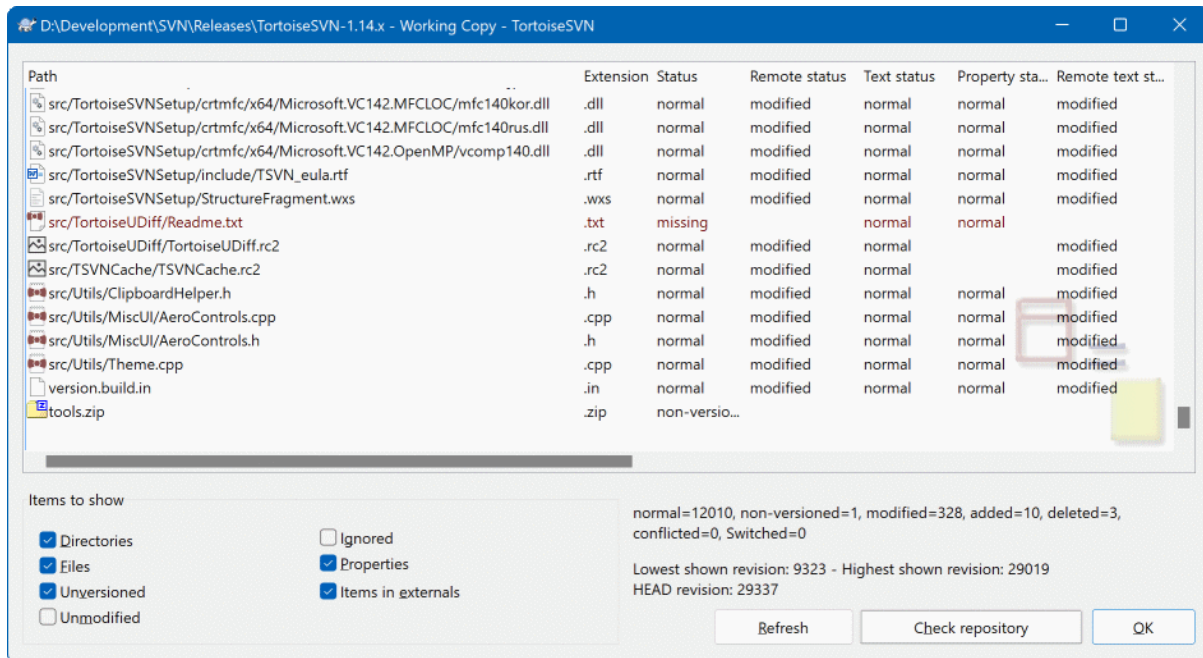 D:\Development\SVN\Releases\TortoiseSVN-1.14.x - Working Copy - TortoiseSVN
Path Extension Status Remote status Text status Property sta... Remote text st...
src/TortoiseSVNSetup/crtmfc/x64/Microsoft.VC142.MFCLOC/mfc140kor.dll .dll normal modified normal normal modified
src/TortoiseSVNSetup/crtmfc/x64/Microsoft.VC142.MFCLOC/mfc140rus.dll .dll normal modified normal normal modified
src/TortoiseSVNSetup/crtmfc/x64/Microsoft.VC142.OpenMP/vcomp140.dll .dll normal modified normal normal modified
src/TortoiseSVNSetup/include/TSVN_eula.rtf .rtf normal modified normal normal modified
src/TortoiseSVNSetup/StructureFragment.wxs .wxs normal modified normal normal modified
src/TortoiseUDiff/Readme.txt .txt missing normal normal
src/TortoiseUDiff/TortoiseUDiff.rc2 .rc2 normal modified normal modified
src/TSVNCache/TSVNCache.rc2 .rc2 normal modified normal modified
src/Utils/ClipboardHelper.h .h normal modified normal normal modified
src/Utils/MiscUI/AeroControls.cpp .cpp normal modified normal normal modified
src/Utils/MiscUI/AeroControls.h .h normal modified normal normal modified
src/Utils/Theme.cpp .cpp normal modified normal normal modified
version.build.in .in normal modified normal normal modified
tools.zip .zip non-versio...
Items to show
Directories
Files
Unversioned
Unmodified
Ignored
Properties
Items in externals
normal=12010, non-versioned=1, modified=328, added=10, deleted=3,
conflicted=0, Switched=0
Lowest shown revision: 9323 - Highest shown revision: 29019
HEAD revision: 29337
Refresh Check repository OK